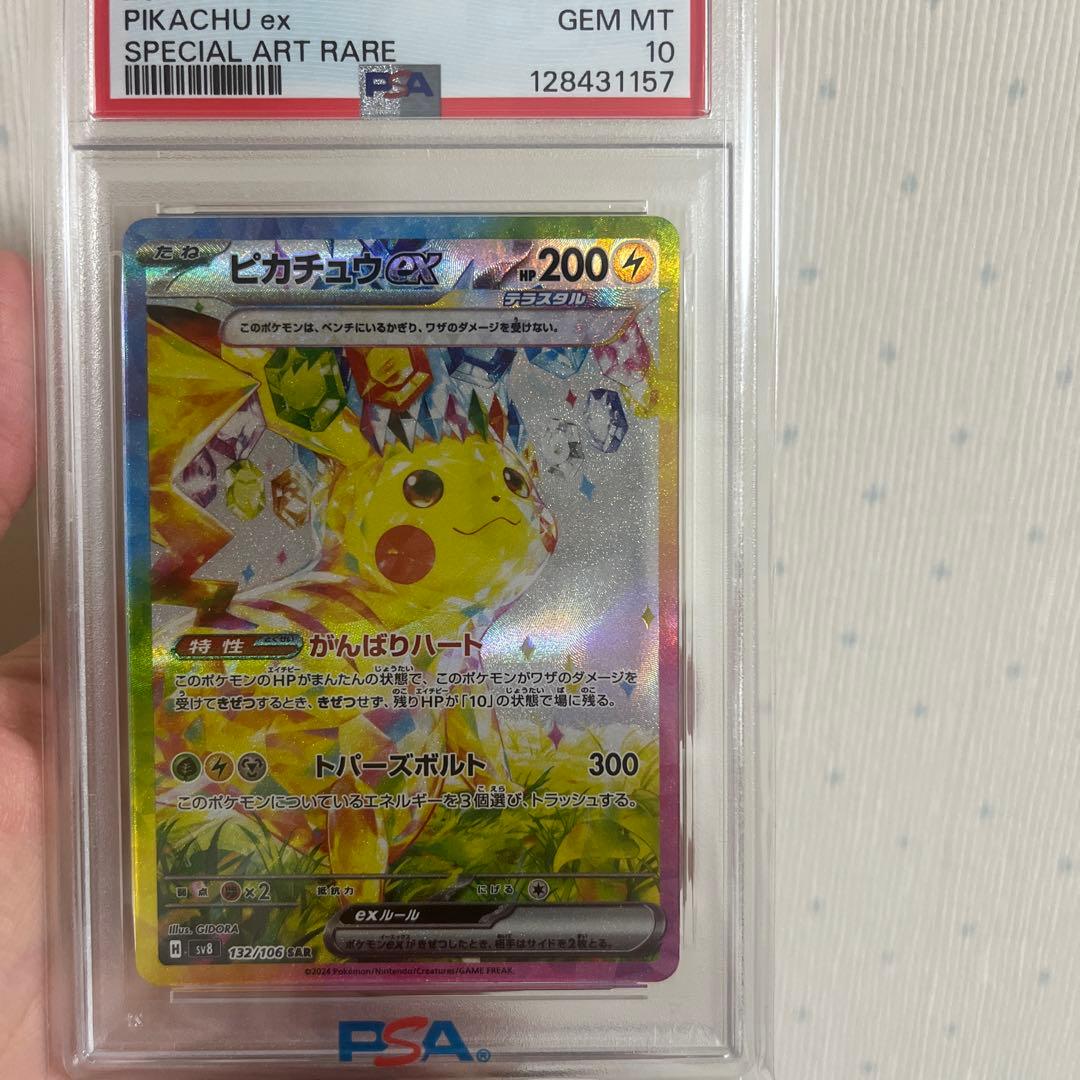 PIKACHU ex GEM MT
SPECIAL ART RARE 10
PSA 128431157
たね ピカチュウex HP200
テラスタル
このポケモンは、ベンチにいるかぎり、ワザのダメージを受けない。
特性 がんばりハート
このポケモンのHPがまんたんの状態で、このポケモンがワザのダメージを
受けてきぜつするとき、きぜつせず、残りHPが「10」の状態で場に残る。
トパーズボルト 300
このポケモンについているエネルギーを3個選び、トラッシュする。
弱点 ×2 抵抗力 にげる
exルール
ポケモンexがきぜつしたとき、相手はサイドを2枚とる。
Illus. GIDORA
H sv8 132/106 SAR
©2024 Pokémon/Nintendo/Creatures/GAME FREAK.
PSA®